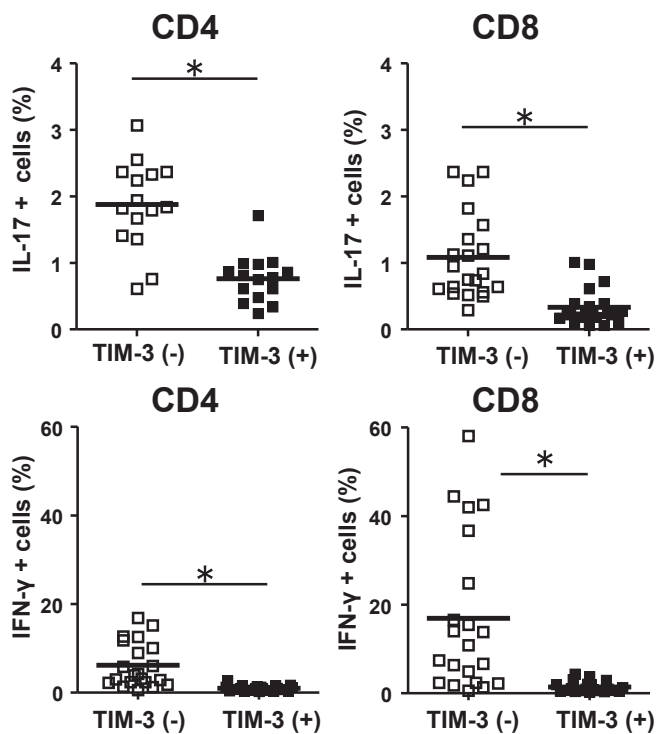 CD4
CD8
IL-17 + cells (%)
4
3
2
1
0
*
TIM-3 (-) TIM-3 (+)
IL-17 + cells (%)
4
3
2
1
0
*
TIM-3 (-) TIM-3 (+)
CD4
CD8
IFN-γ + cells (%)
60
40
20
0
*
TIM-3 (-) TIM-3 (+)
IFN-γ + cells (%)
60
40
20
0
*
TIM-3 (-) TIM-3 (+)